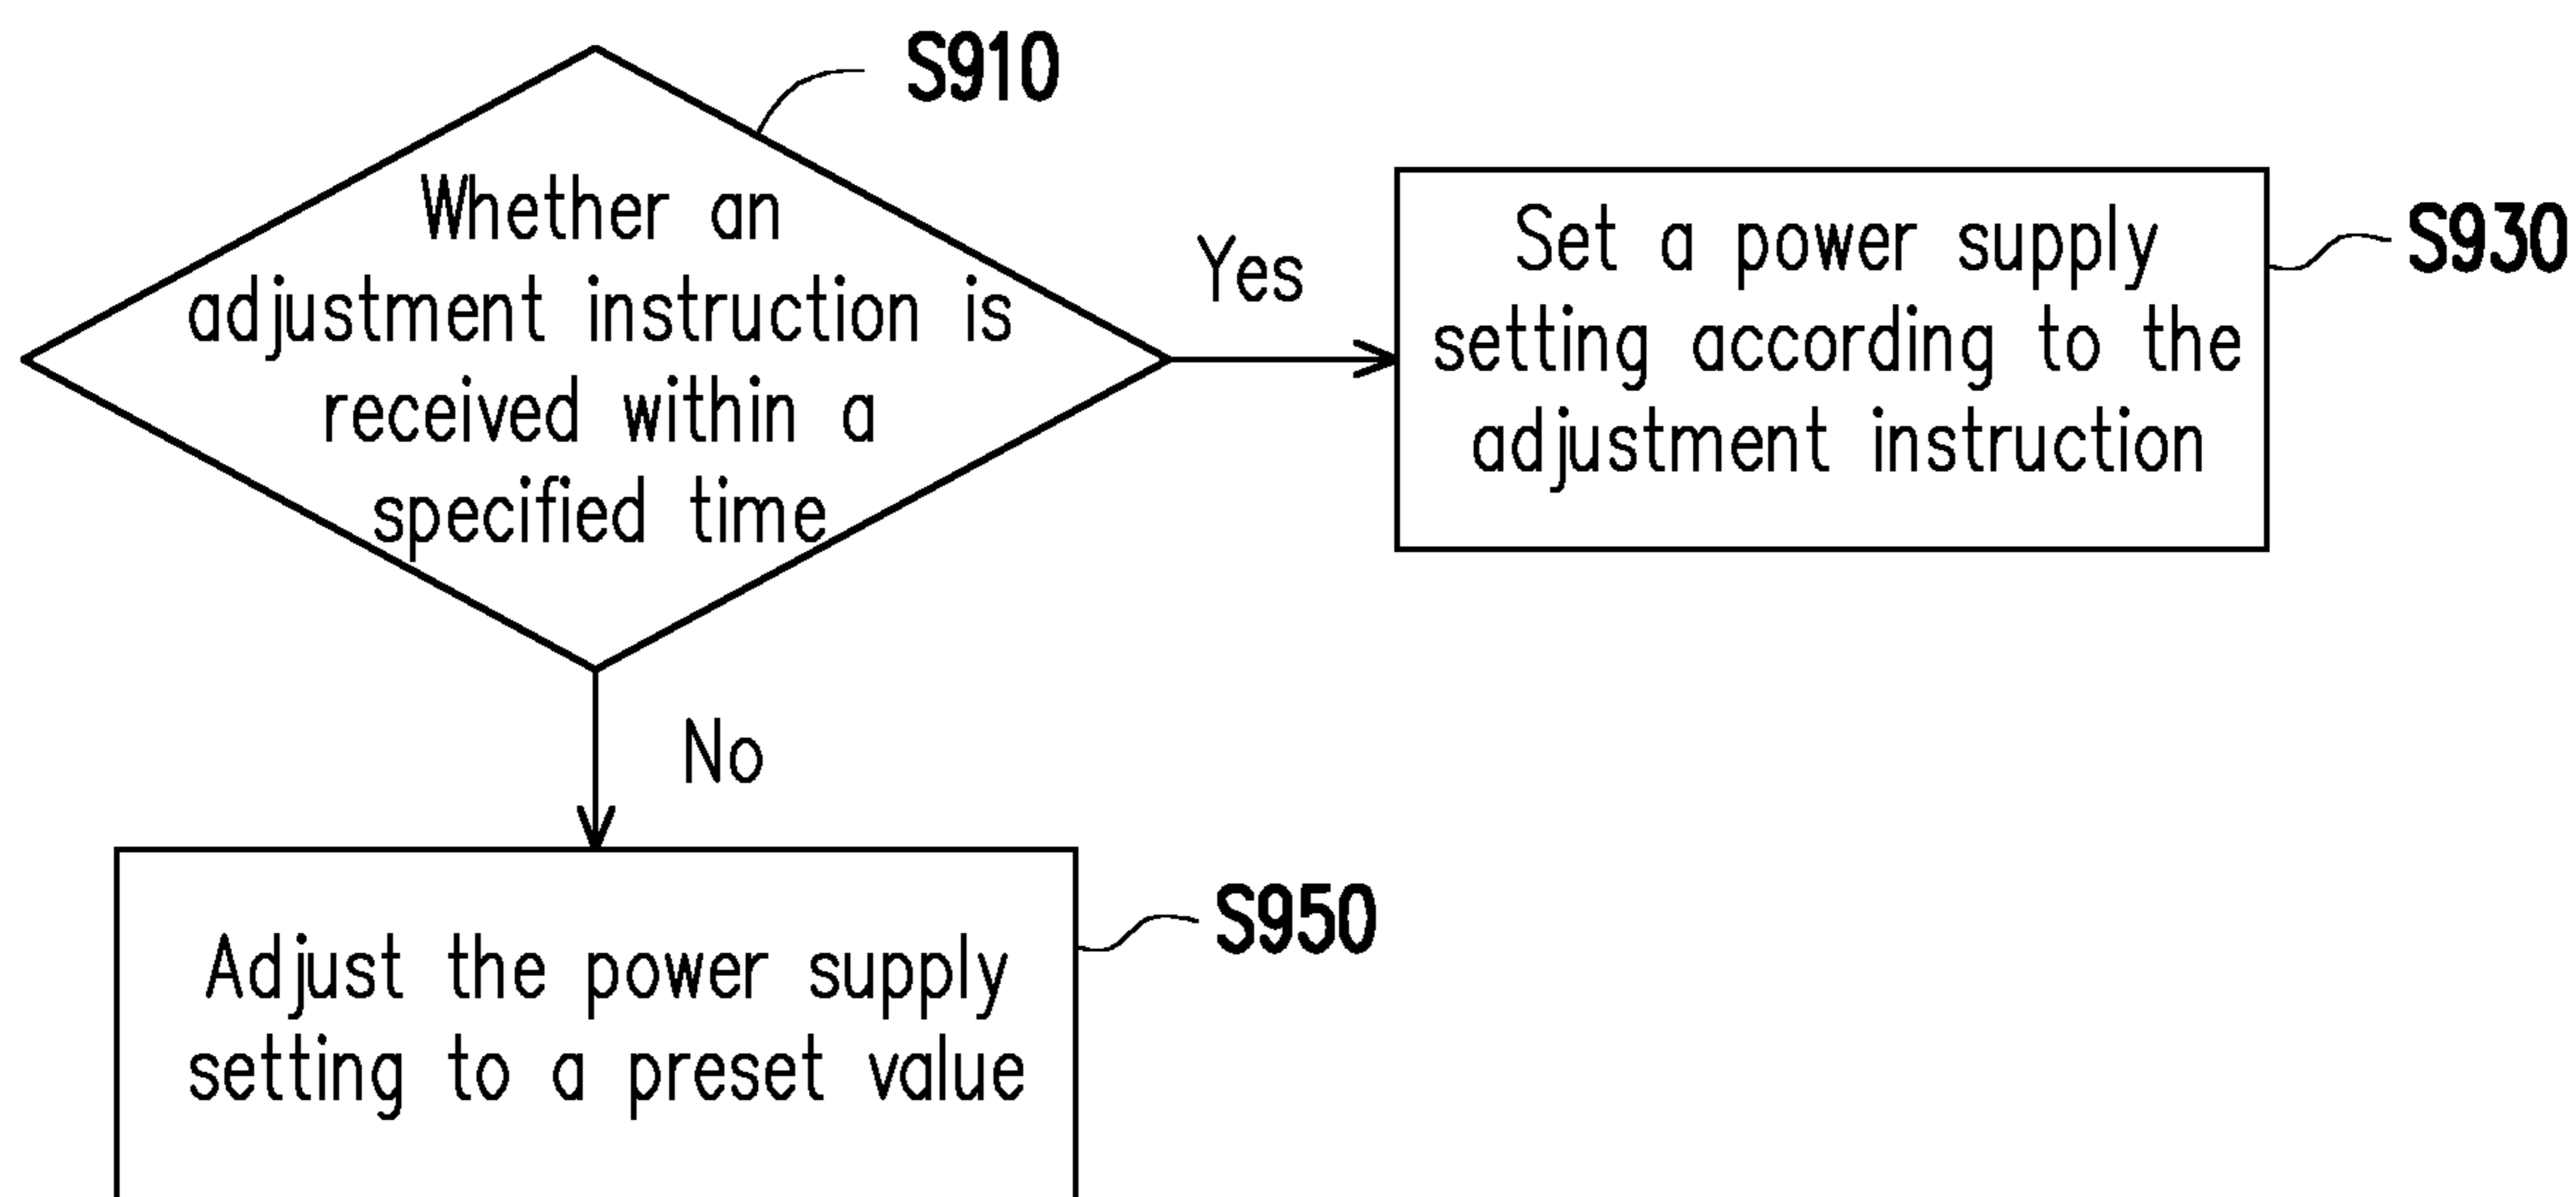 S910
Whether an
adjustment instruction is
received within a
specified time
Yes
Set a power supply
setting according to the
adjustment instruction
S930
No
Adjust the power supply
setting to a preset value
S950